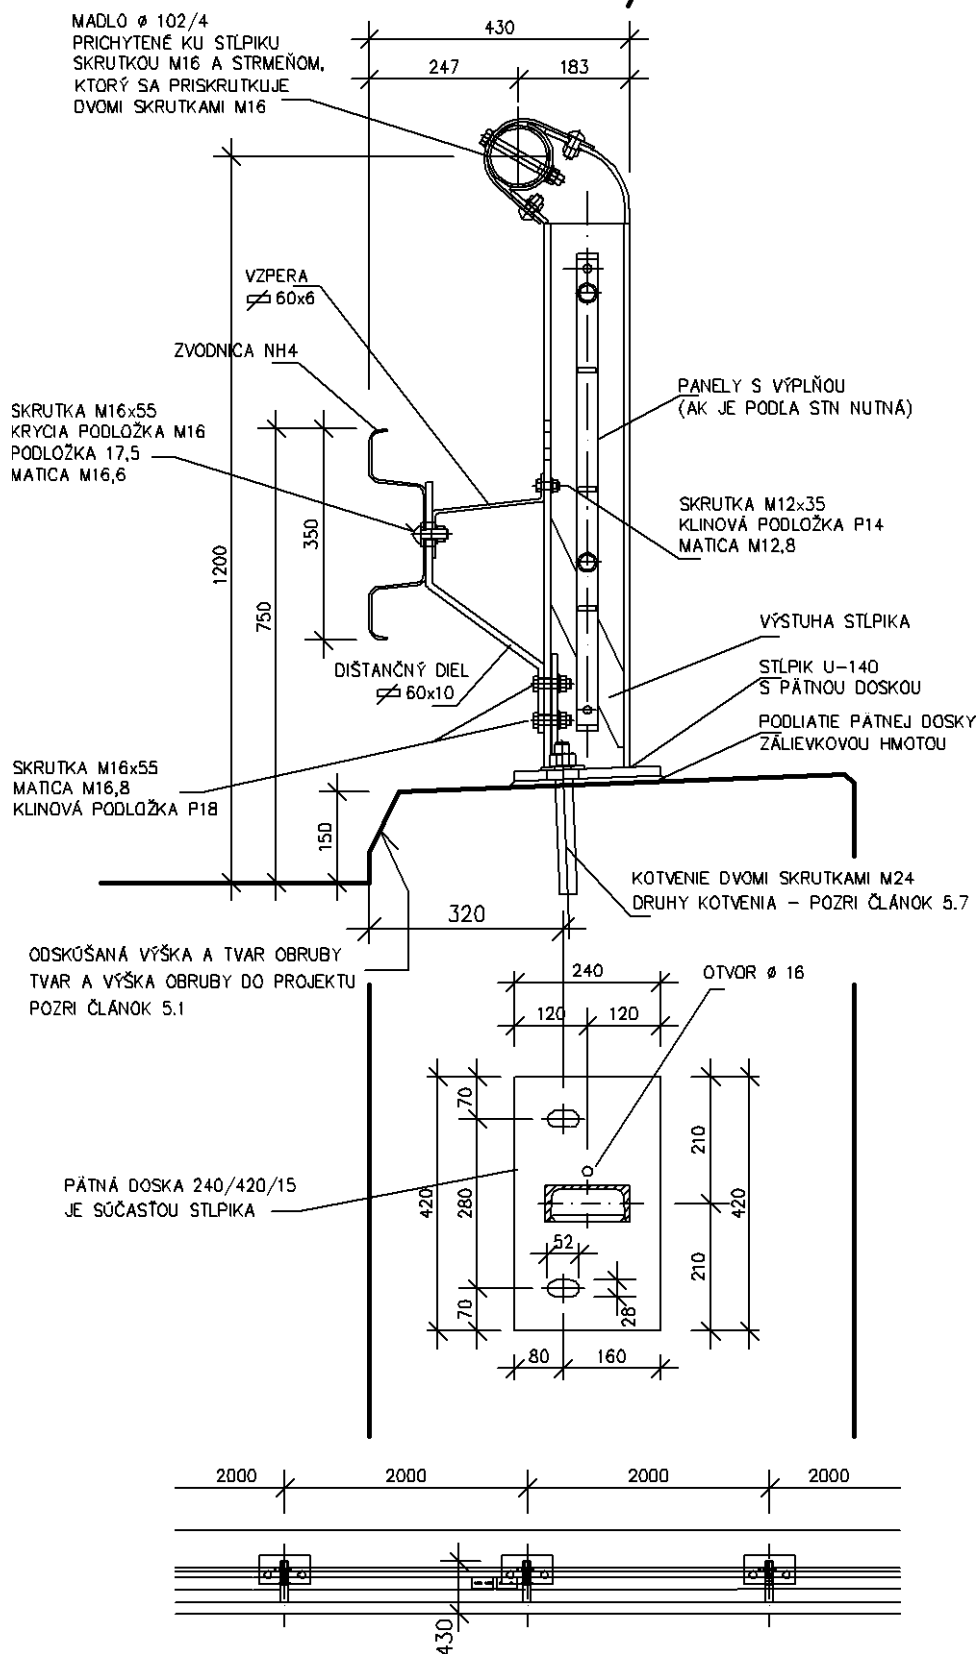 MADLO ø 102/4
PRICHYTENÉ KU STĹPIKU
SKRUTKOU M16 A STRMEŇOM,
KTORÝ SA PRISKRUTKUJE
DVOMI SKRUTKAMI M16
430
247
183
VZPERA
60x6
ZVODNICA NH4
SKRUTKA M16x55
KRYCIA PODLOŽKA M16
PODLOŽKA 17,5
MATICA M16,6
PANELY S VÝPLŇOU
(AK JE PODĽA STN NUTNÁ)
SKRUTKA M12x35
KLINOVÁ PODLOŽKA P14
MATICA M12,8
350
1200
750
VÝSTUHA STĹPIKA
DIŠTANČNÝ DIEL
60x10
STĹPIK U-140
S PÄTNOU DOSKOU
PODLIATIE PÄTNEJ DOSKY
ZÁLIEVKOVOU HMOTOU
SKRUTKA M16x55
MATICA M16,8
KLINOVÁ PODLOŽKA P18
150
KOTVENIE DVOMI SKRUTKAMI M24
DRUHY KOTVENIA – POZRI ČLÁNOK 5.7
320
ODSKÚŠANÁ VÝŠKA A TVAR OBRUBY
TVAR A VÝŠKA OBRUBY DO PROJEKTU
POZRI ČLÁNOK 5.1
240
OTVOR ø 16
120
120
70
210
PÄTNÁ DOSKA 240/420/15
JE SÚČASŤOU STĹPIKA
420
280
420
52
210
70
28
80
160
2000
2000
2000
2000
430